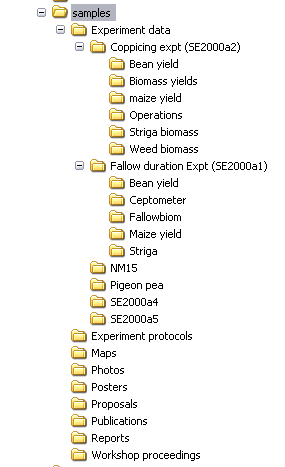 samples
Experiment data
Coppicing expt (SE2000a2)
Bean yield
Biomass yields
maize yield
Operations
Striga biomass
Weed biomass
Fallow duration Expt (SE2000a1)
Bean yield
Ceptometer
Fallowbiom
Maize yield
Striga
NM15
Pigeon pea
SE2000a4
SE2000a5
Experiment protocols
Maps
Photos
Posters
Proposals
Publications
Reports
Workshop proceedings